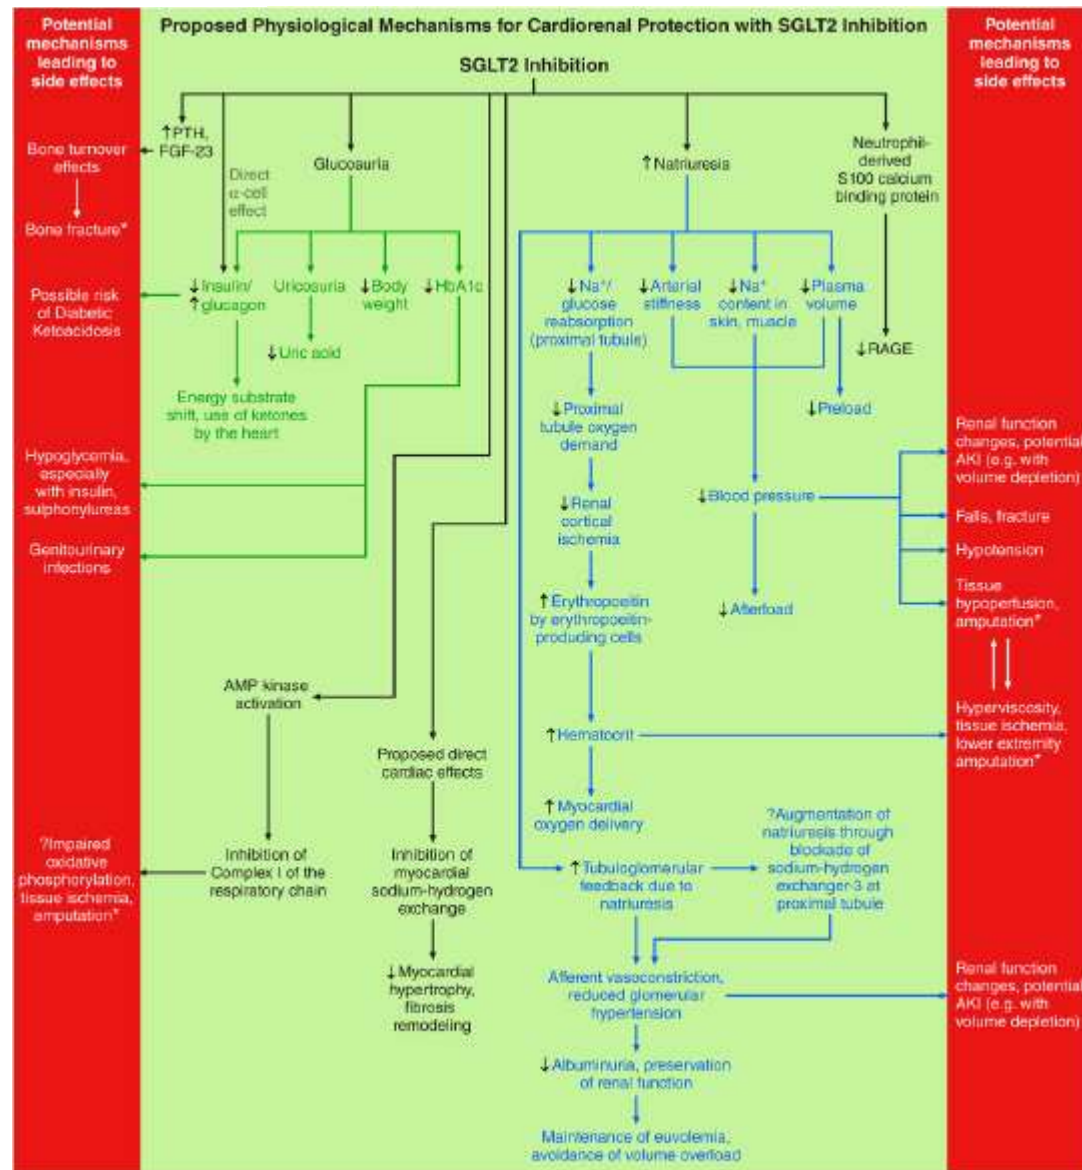 Potential
mechanisms
leading to
side effects
Proposed Physiological Mechanisms for Cardiorenal Protection with SGLT2 Inhibition
Potential
mechanisms
leading to
side effects
SGLT2 Inhibition
↑PTH,
FGF-23
Bone turnover
effects
Bone fracture*
Direct
α-cell
effect
Glucosuria
↑Natriuresia
Neutrophil-
derived
S100 calcium
binding protein
Possible risk
of Diabetic
Ketoacidosis
↓Insulin/
↑glucagon
Uricosuria
↓Body
weight
↓HbA1c
↓Na⁺/
glucose
reabsorption
(proximal tubule)
↓Arterial
stiffness
↓Na⁺
content in
skin, muscle
↓Plasma
volume
↓Uric acid
↓RAGE
Energy substrate
shift, use of ketones
by the heart
↓Proximal
tubule oxygen
demand
↓Preload
Hypoglycemia,
especially
with insulin,
sulphonylureas
Genitourinary
infections
↓Renal
cortical
ischemia
↓Blood pressure
Renal function
changes, potential
AKI (e.g. with
volume depletion)
Falls, fracture
Hypotension
Tissue
hypoperfusion,
amputation*
↑Erythropoeitin
by erythropoeitin-
produding cells
↓Afterload
AMP kinase
activation
↑Hematocrit
Hyperviscosity,
tissue ischemia,
lower extremity
amputation*
Proposed direct
cardiac effects
↑Myocardial
oxygen delivery
?Impaired
oxidative
phosphorylation,
tissue ischemia,
amputation*
Inhibition of
Complex I of the
respiratory chain
Inhibition of
myocardial
sodium-hydrogen
exchange
↑Tubuloglomerular
feedback due to
natriuresis
?Augmentation of
natriuresis through
blockade of
sodium-hydrogen
exchanger-3 at
proximal tubule
↓Myocardial
hypertrophy,
fibrosis
remodeling
Afferent vasoconstriction,
reduced glomerular
hypertension
Renal function
changes, potential
AKI (e.g. with
volume depletion)
↓Albuminuria, preservation
of renal function
Maintenance of euvolemia,
avoidance of volume overload